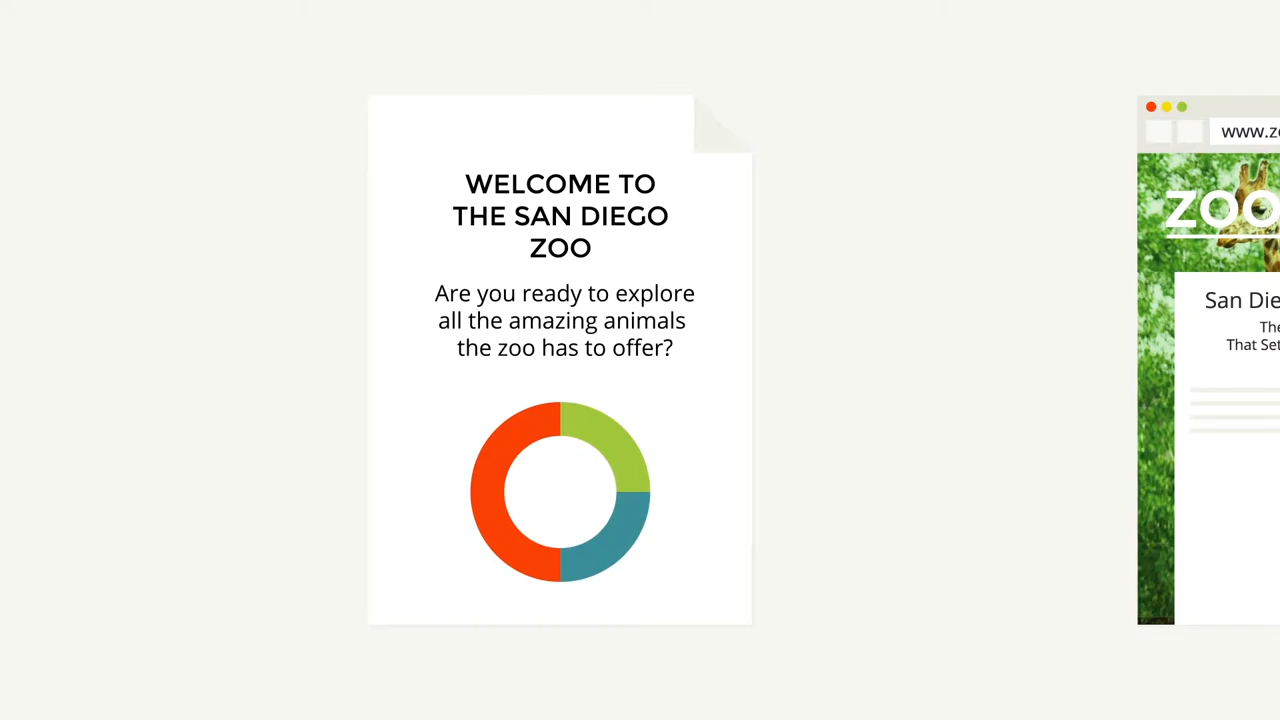 WELCOME TO
THE SAN DIEGO
ZOO
Are you ready to explore
all the amazing animals
the zoo has to offer?
www.zo
ZOO
San Die
The
That Set